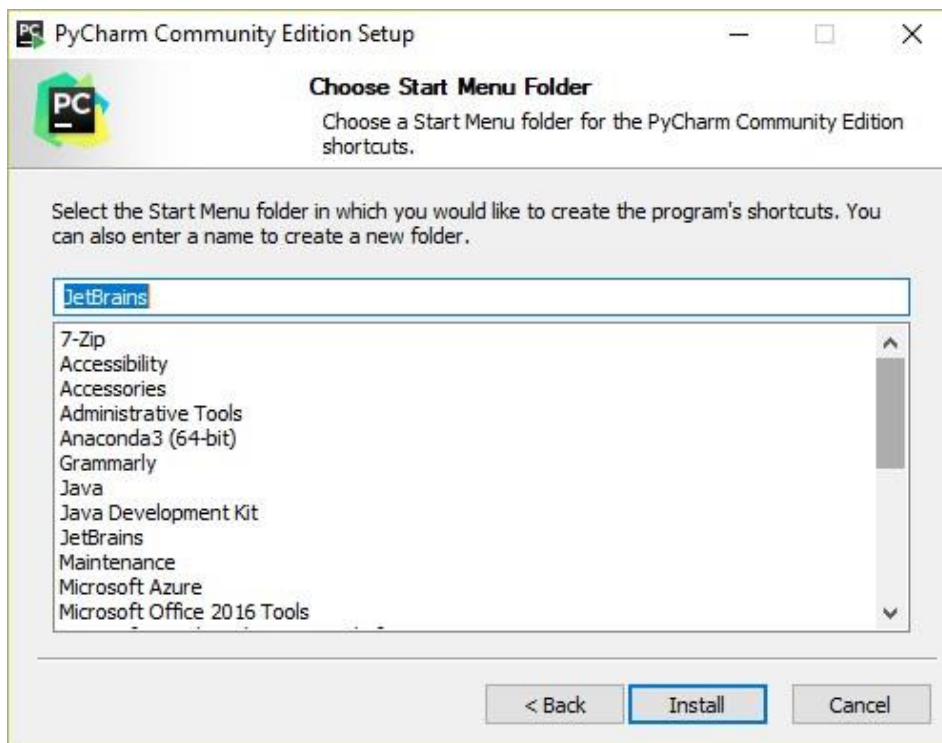 PyCharm Community Edition Setup
PC
Choose Start Menu Folder
Choose a Start Menu folder for the PyCharm Community Edition
shortcuts.
Select the Start Menu folder in which you would like to create the program's shortcuts. You
can also enter a name to create a new folder.
JetBrains
7-Zip
Accessibility
Accessories
Administrative Tools
Anaconda3 (64-bit)
Grammarly
Java
Java Development Kit
JetBrains
Maintenance
Microsoft Azure
Microsoft Office 2016 Tools
< Back Install Cancel